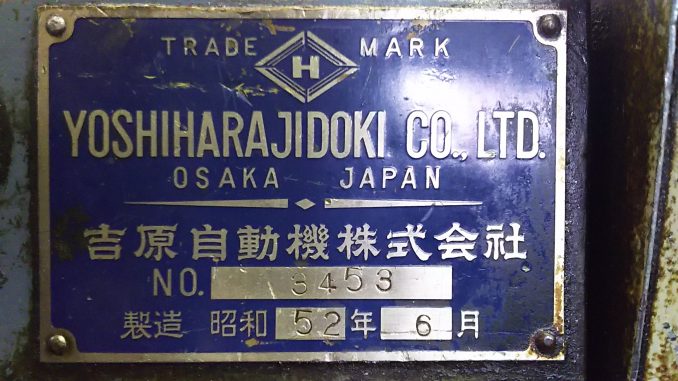 TRADE H MARK
YOSHIHARAJIDOKI CO., LTD.
OSAKA JAPAN
吉原自動機株式会社
NO. 3453
製造 昭和 52 年 6 月